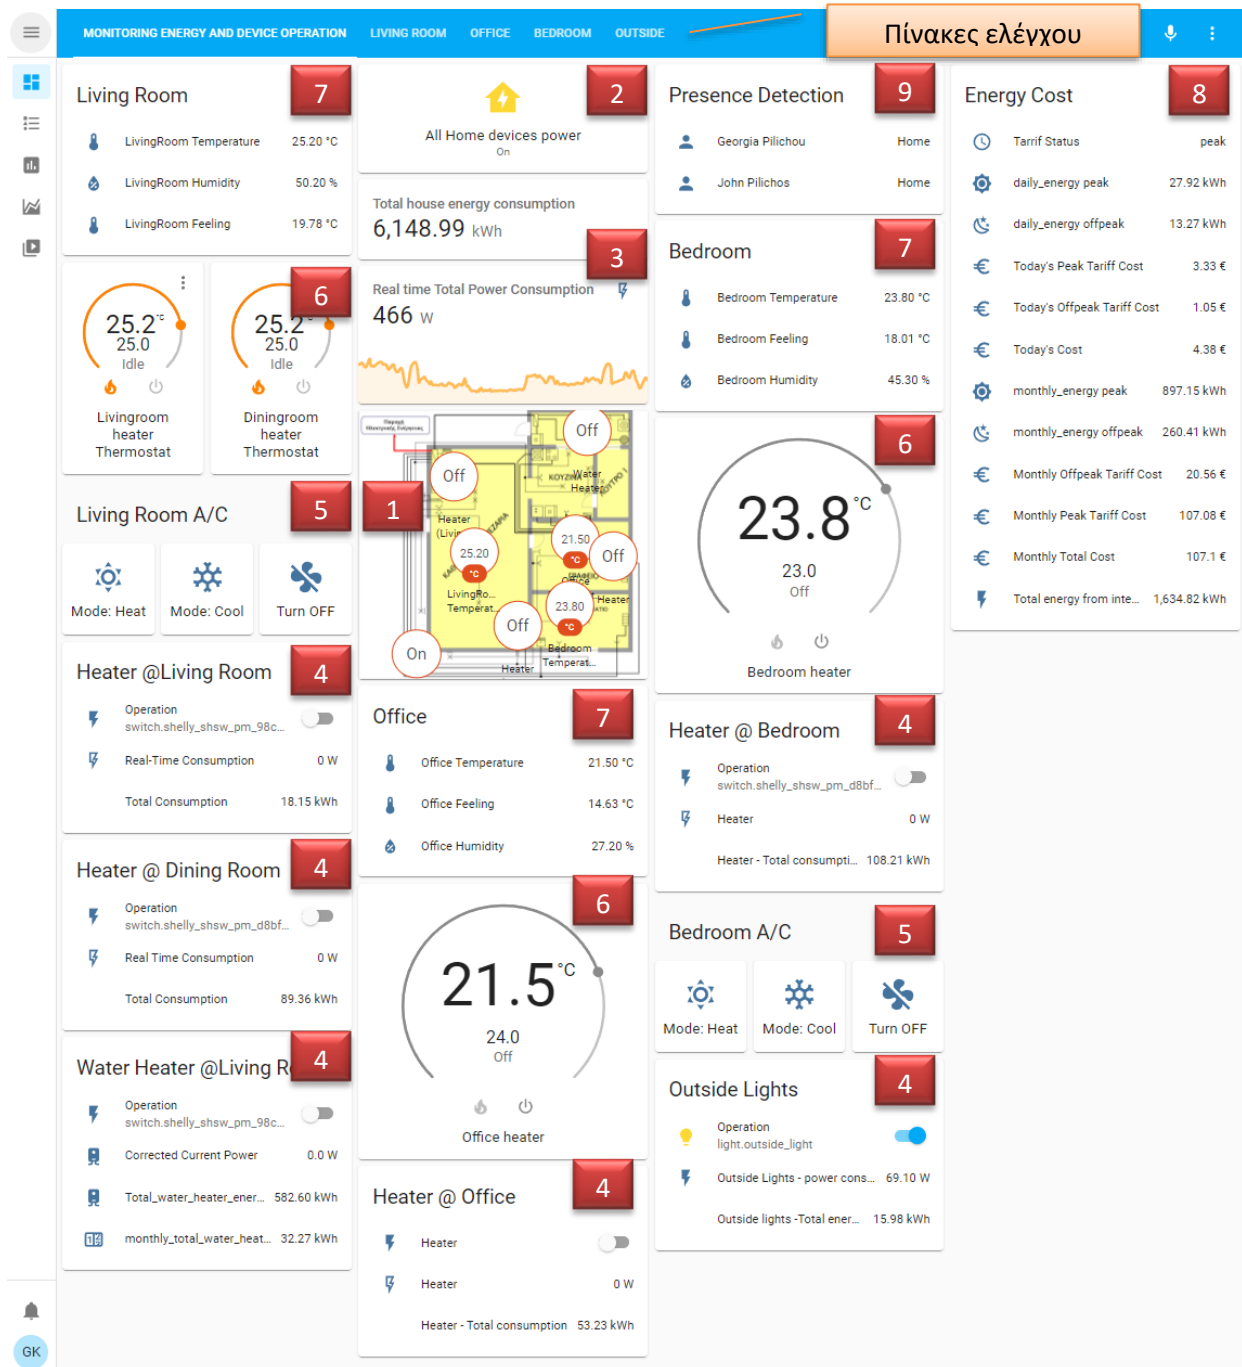 MONITORING ENERGY AND DEVICE OPERATION
LIVING ROOM
OFFICE
BEDROOM
OUTSIDE
Πίνακες ελέγχου
Living Room
7
LivingRoom Temperature 25.20 °C
LivingRoom Humidity 50.20 %
LivingRoom Feeling 19.78 °C
6
25.2°C
25.0
Idle
Livingroom
heater
Thermostat
25.2°
25.0
Idle
Diningroom
heater
Thermostat
Living Room A/C
5
Mode: Heat
Mode: Cool
Turn OFF
Heater @Living Room
4
Operation
switch.shelly_shsw_pm_98c...
Real-Time Consumption 0 W
Total Consumption 18.15 kWh
Heater @ Dining Room
4
Operation
switch.shelly_shsw_pm_d8bf...
Real Time Consumption 0 W
Total Consumption 89.36 kWh
Water Heater @Living R
4
Operation
switch.shelly_shsw_pm_98c...
Corrected Current Power 0.0 W
Total_water_heater_ener... 582.60 kWh
monthly_total_water_heat... 32.27 kWh
GK
2
All Home devices power
On
Total house energy consumption
6,148.99 kWh
3
Real time Total Power Consumption
466 W
1
Παροχή
Ηλεκτρικής Ενέργειας
Off
ΚΟΥΖΙΝΑ
Water
Heater
Off
Heater
(Livin
25.20
°C
LivingRo...
Temperat...
21.50
°C
Off
ΓΡΑΦΕΙΟ
Office
Heater
23.80
°C
Off
Bedroom
Temperat...
On
Heater
Office
7
Office Temperature 21.50 °C
Office Feeling 14.63 °C
Office Humidity 27.20 %
6
21.5°C
24.0
Off
Office heater
Heater @ Office
4
Heater
Heater 0 W
Heater - Total consumption 53.23 kWh
Presence Detection
9
Georgia Pilichou Home
John Pilichos Home
Bedroom
7
Bedroom Temperature 23.80 °C
Bedroom Feeling 18.01 °C
Bedroom Humidity 45.30 %
6
23.8°C
23.0
Off
Bedroom heater
Heater @ Bedroom
4
Operation
switch.shelly_shsw_pm_d8bf...
Heater 0 W
Heater - Total consumpti... 108.21 kWh
Bedroom A/C
5
Mode: Heat
Mode: Cool
Turn OFF
Outside Lights
4
Operation
light.outside_light
Outside Lights - power cons... 69.10 W
Outside lights -Total ener... 15.98 kWh
Energy Cost
8
Tarrif Status peak
daily_energy peak 27.92 kWh
daily_energy offpeak 13.27 kWh
Today's Peak Tariff Cost 3.33 €
Today's Offpeak Tariff Cost 1.05 €
Today's Cost 4.38 €
monthly_energy peak 897.15 kWh
monthly_energy offpeak 260.41 kWh
Monthly Offpeak Tariff Cost 20.56 €
Monthly Peak Tariff Cost 107.08 €
Monthly Total Cost 107.1 €
Total energy from inte... 1,634.82 kWh